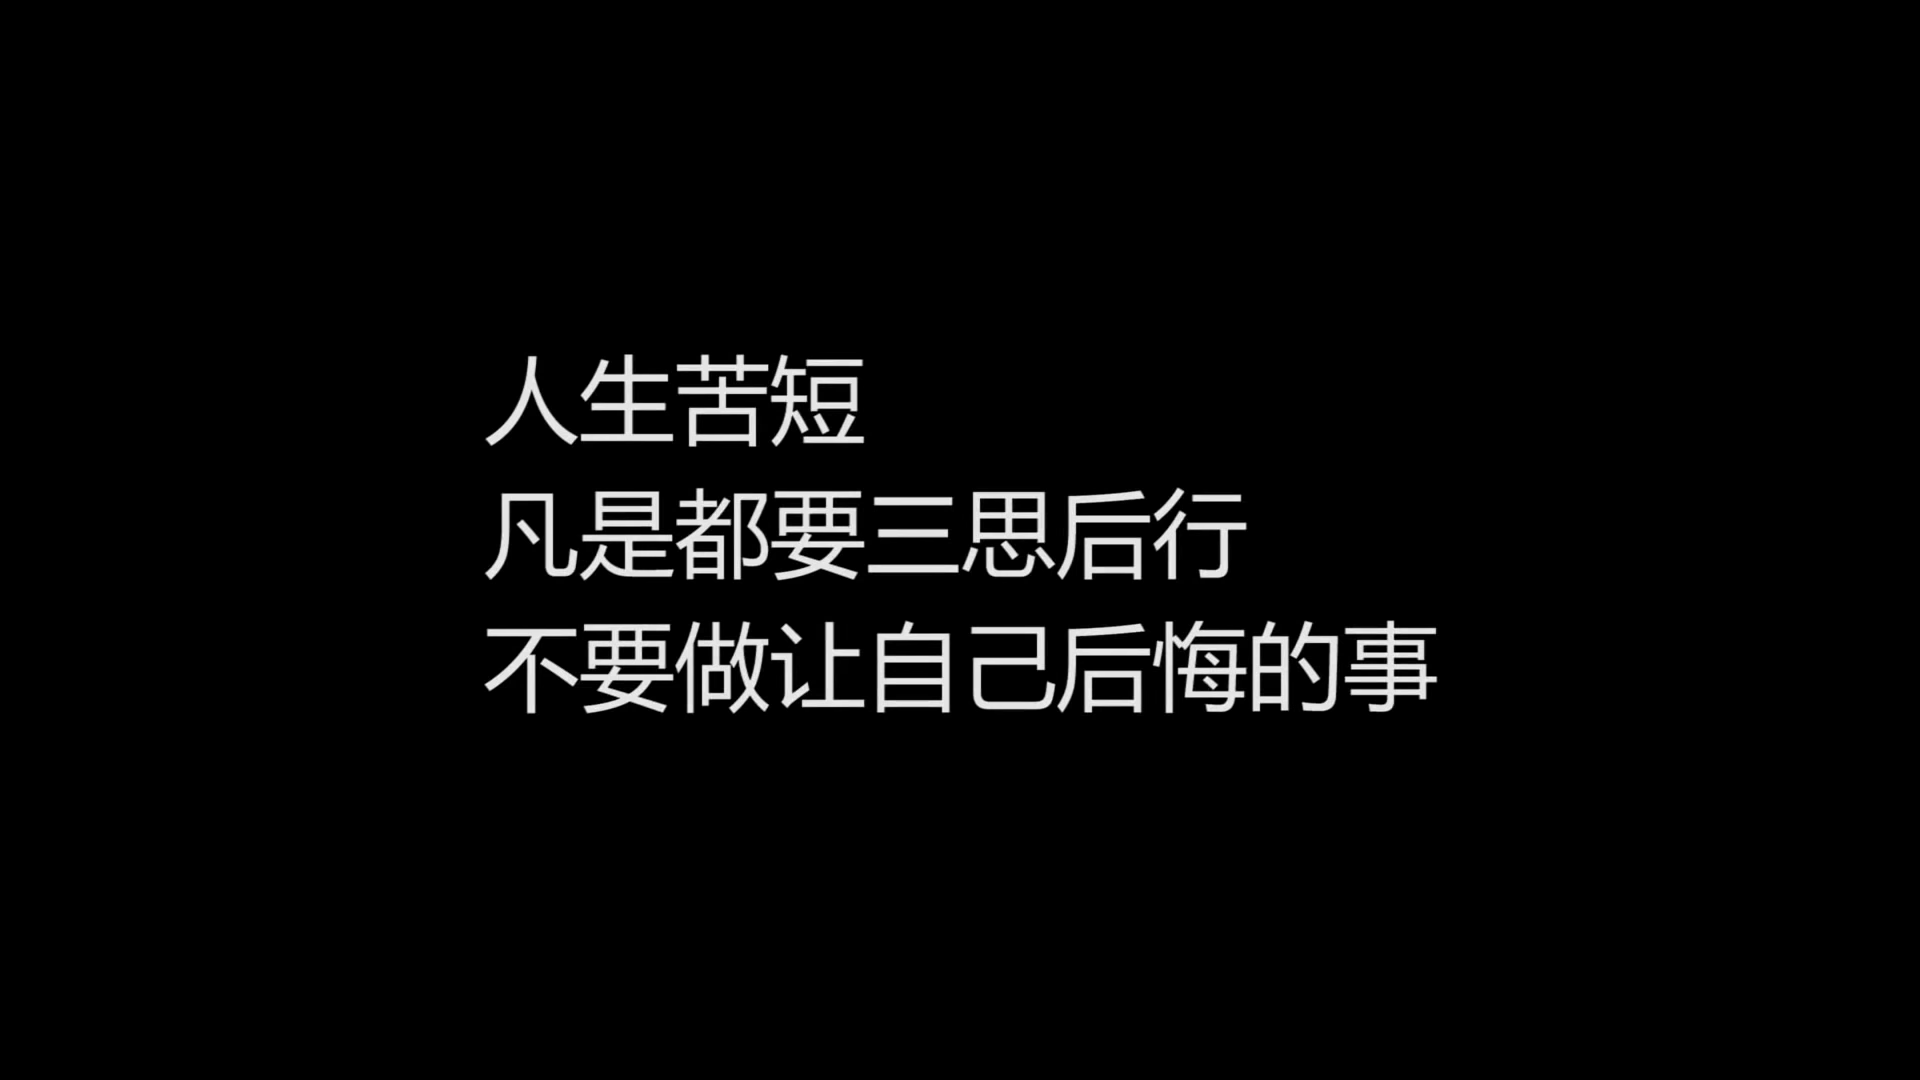 人生苦短
凡是都要三思后行
不要做让自己后悔的事